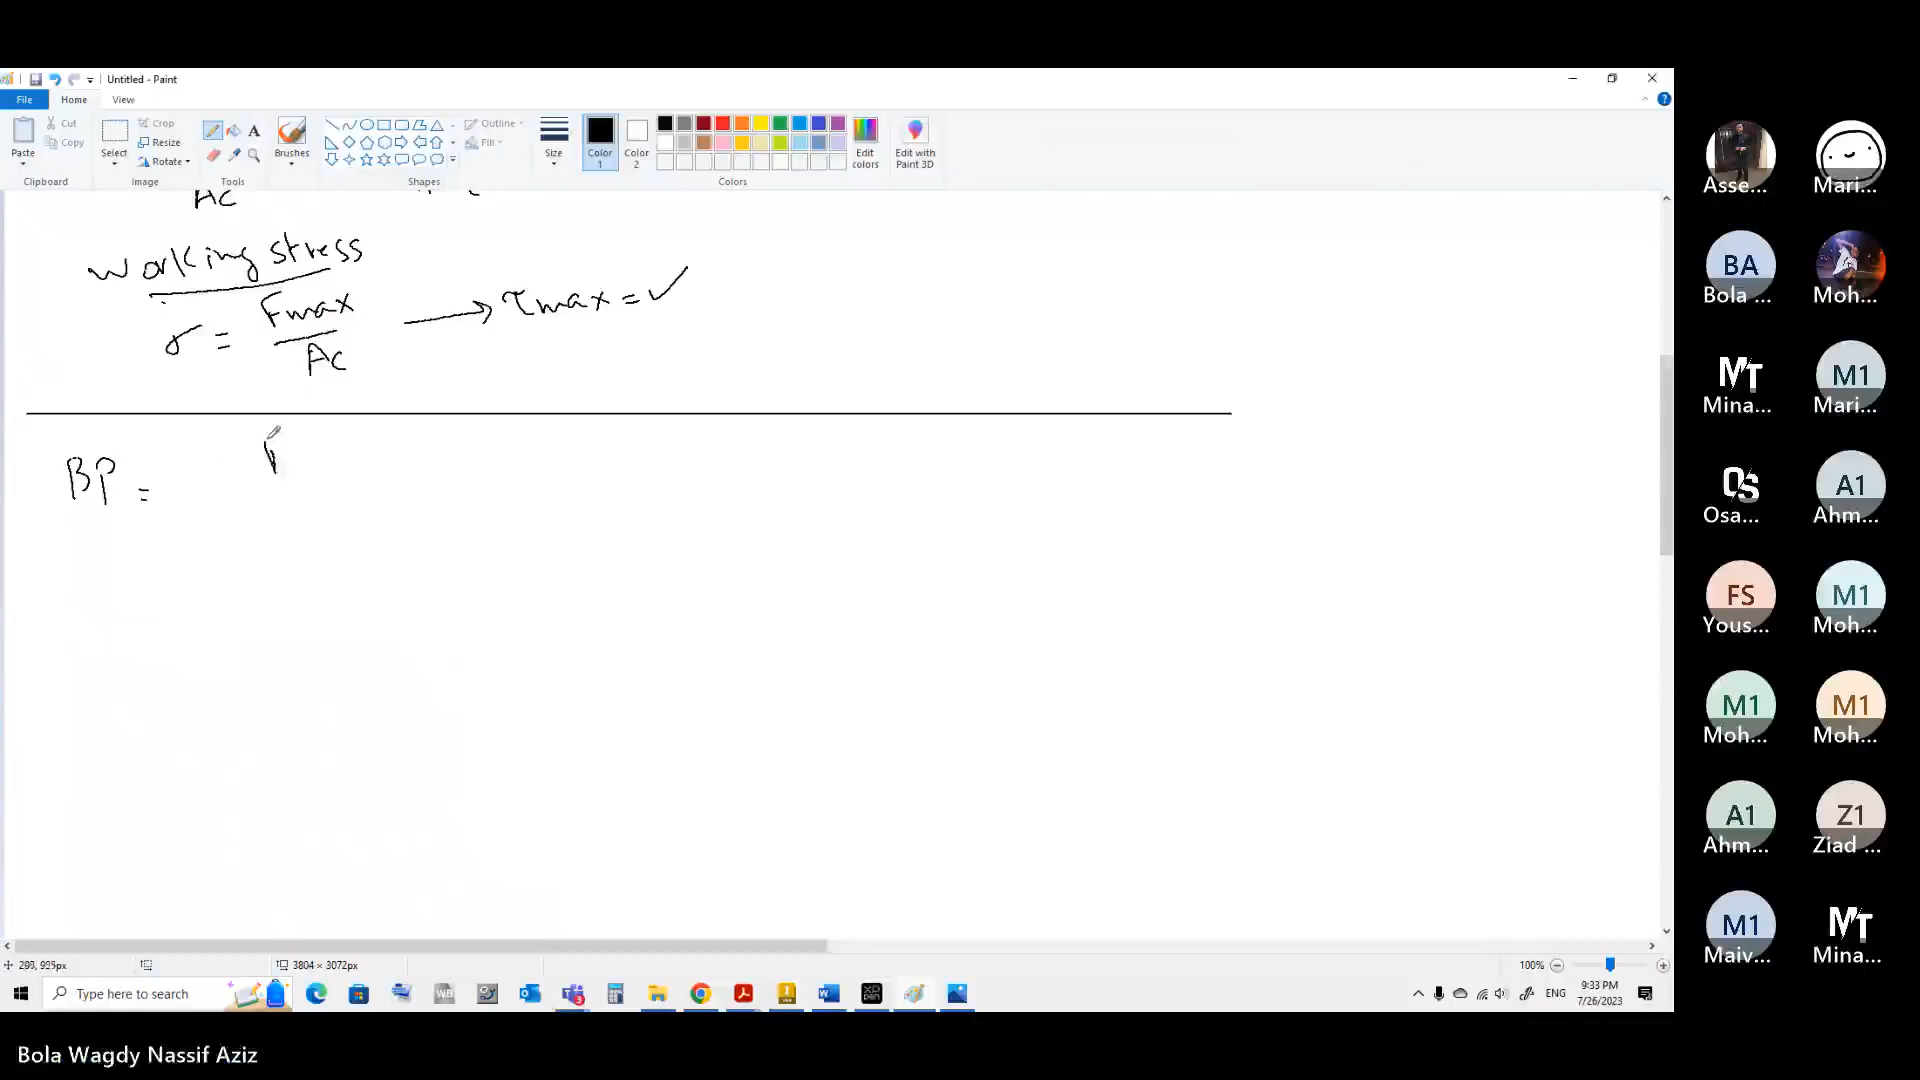 Untitled - Paint
File Home View
Paste Cut Copy Select Crop Resize Rotate A Brushes Outline Fill Size Color 1 Color 2 Edit colors Edit with Paint 3D
Clipboard Image Tools Shapes Colors
Ac
working stress
σ = Fmax / Ac → τmax = ✓
BP =
100%
3804 × 3072px
Type here to search
ENG
9:33 PM
7/26/2023
Asse...
Mari...
BA
Bola ...
Moh...
MT
Mina...
M1
Mari...
OS
Osa...
A1
Ahm...
FS
Yous...
M1
Moh...
M1
Moh...
M1
Moh...
A1
Ahm...
Z1
Ziad ...
M1
Maiv...
MT
Mina...
Bola Wagdy Nassif Aziz